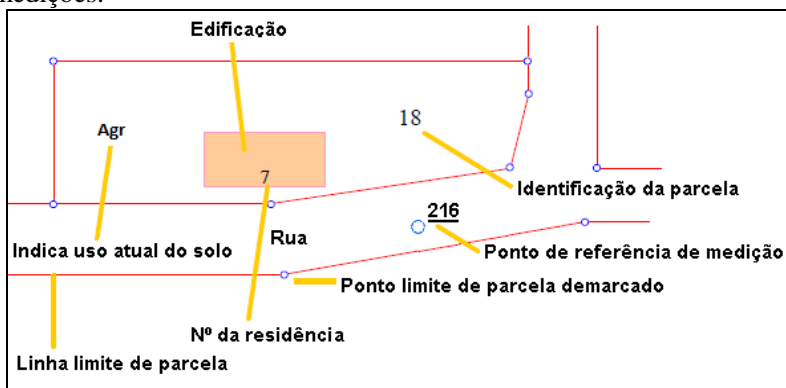 nedições.
Edificação
Agr
18
7
Identificação da parcela
216
Rua
Indica uso atual do solo
Ponto de referência de medição
Ponto limite de parcela demarcado
Nº da residência
Linha limite de parcela